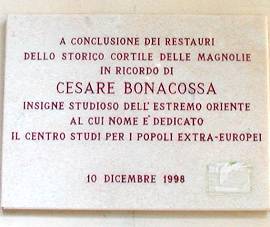 A CONCLUSIONE DEI RESTAURI
DELLO STORICO CORTILE DELLE MAGNOLIE
IN RICORDO DI
CESARE BONACOSSA
INSIGNE STUDIOSO DELL'ESTREMO ORIENTE
AL CUI NOME E' DEDICATO
IL CENTRO STUDI PER I POPOLI EXTRA-EUROPEI
10 DICEMBRE 1998